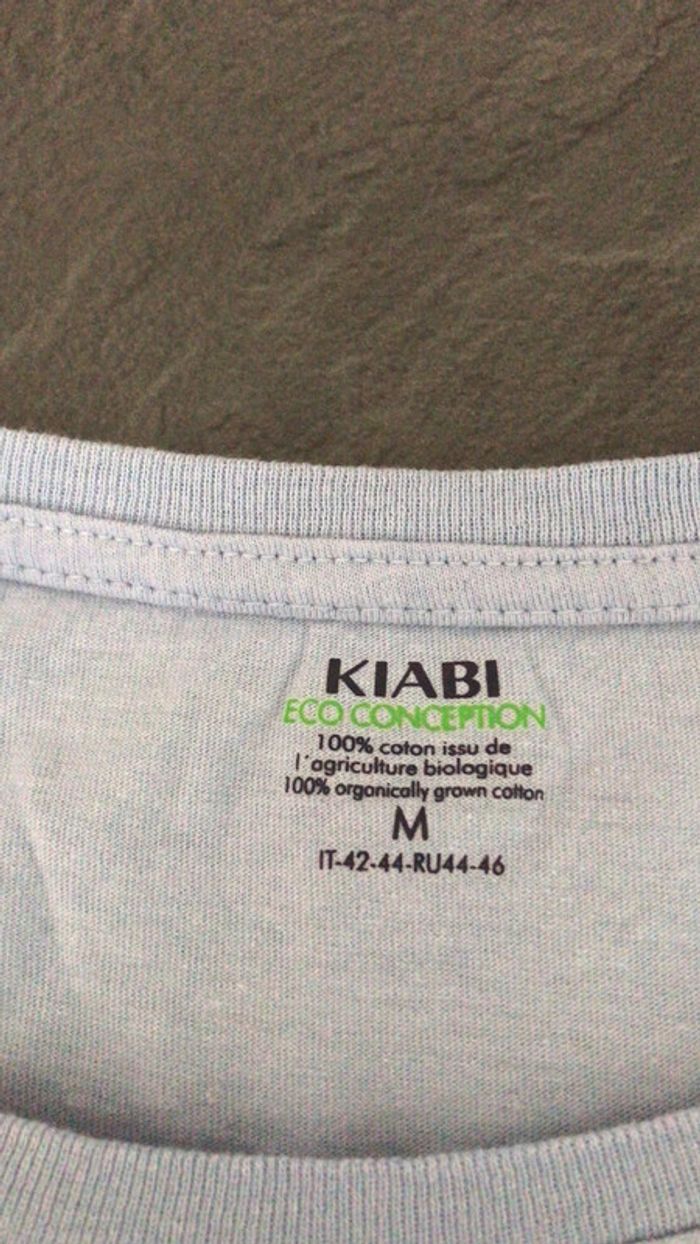 KIABI
ECO CONCEPTION
100% coton issu de
l'agriculture biologique
100% organically grown cotton
M
IT-42-44-RU44-46